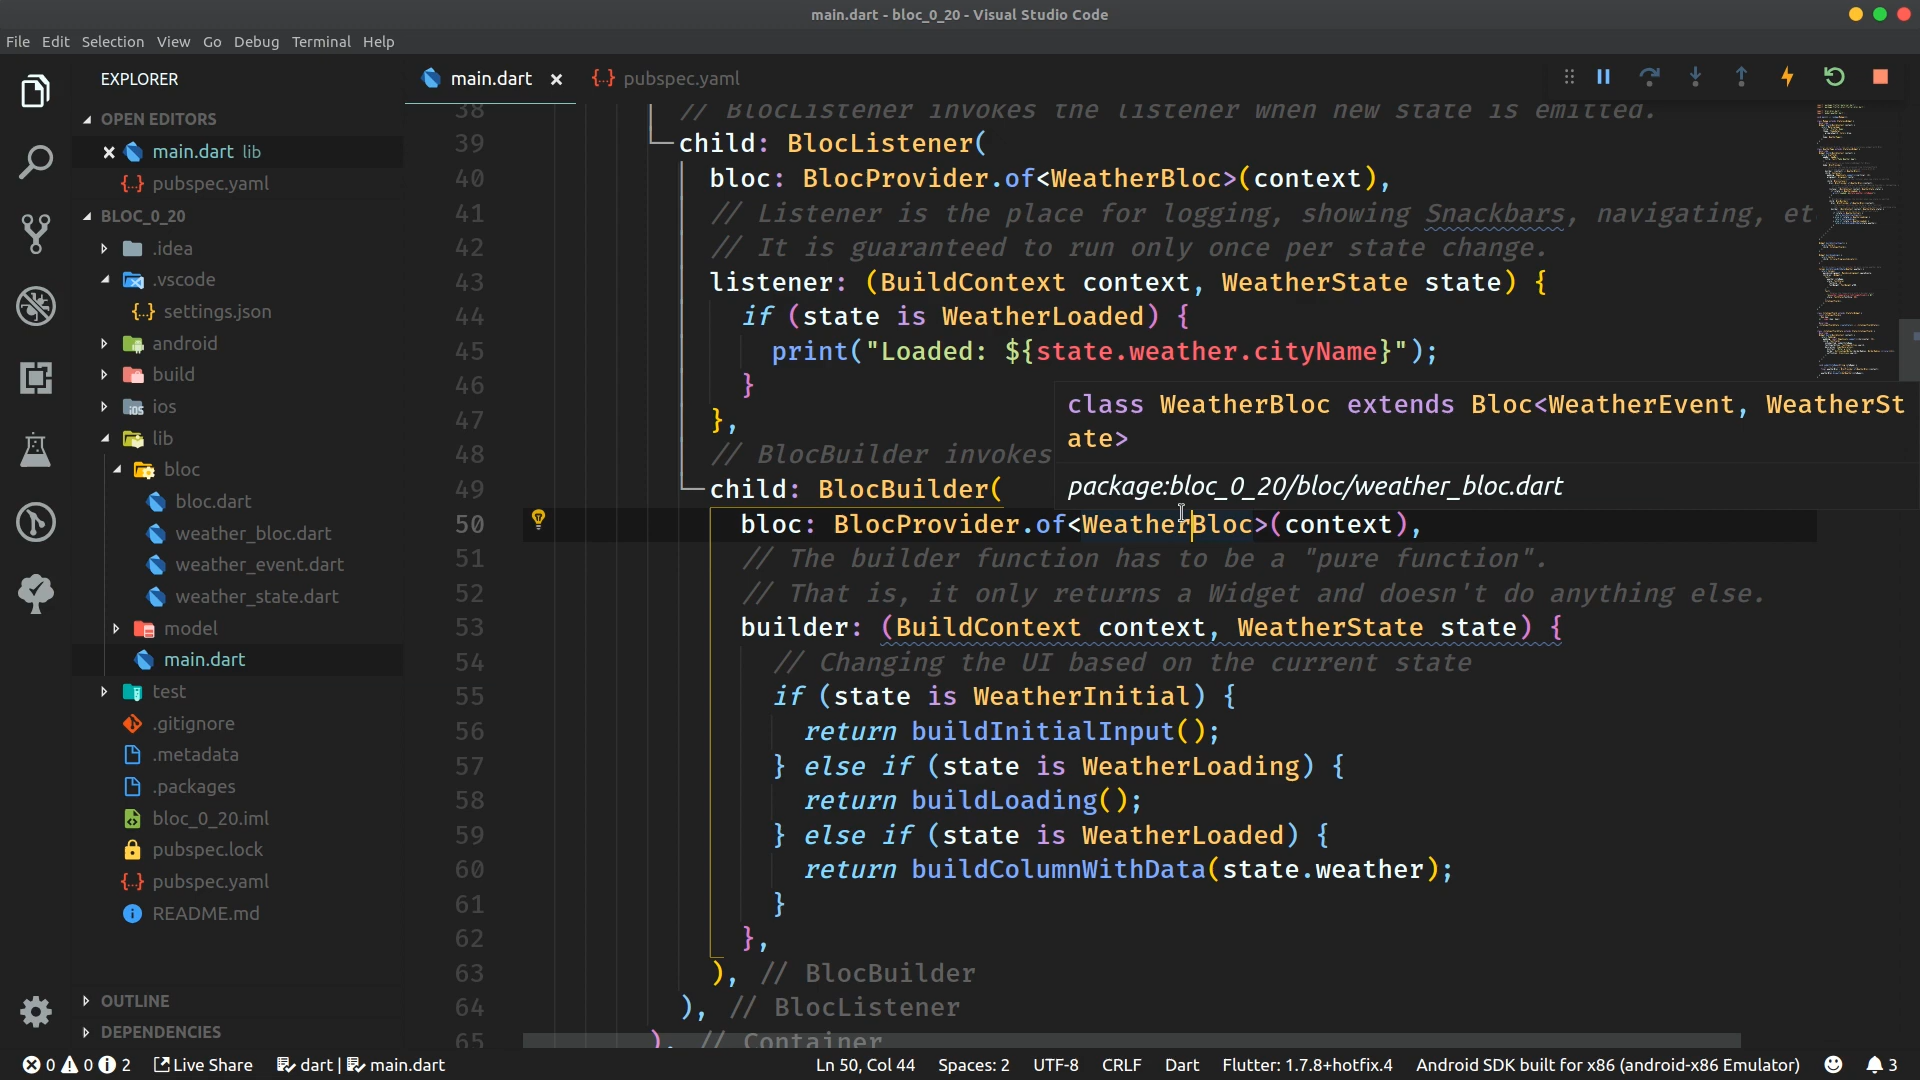 main.dart - bloc_0_20 - Visual Studio Code
File Edit Selection View Go Debug Terminal Help
EXPLORER
OPEN EDITORS
main.dart lib
pubspec.yaml
BLOC_0_20
.idea
.vscode
settings.json
android
build
ios
lib
bloc
bloc.dart
weather_bloc.dart
weather_event.dart
weather_state.dart
model
main.dart
test
.gitignore
.metadata
.packages
bloc_0_20.iml
pubspec.lock
pubspec.yaml
README.md
OUTLINE
DEPENDENCIES
main.dart pubspec.yaml
38 // BlocListener invokes the listener when new state is emitted.
39 child: BlocListener(
40 bloc: BlocProvider.of<WeatherBloc>(context),
41 // Listener is the place for logging, showing Snackbars, navigating, et
42 // It is guaranteed to run only once per state change.
43 listener: (BuildContext context, WeatherState state) {
44 if (state is WeatherLoaded) {
45 print("Loaded: ${state.weather.cityName}");
46 }
47 },
48 // BlocBuilder invokes
49 child: BlocBuilder(
50 bloc: BlocProvider.of<WeatherBloc>(context),
51 // The builder function has to be a "pure function".
52 // That is, it only returns a Widget and doesn't do anything else.
53 builder: (BuildContext context, WeatherState state) {
54 // Changing the UI based on the current state
55 if (state is WeatherInitial) {
56 return buildInitialInput();
57 } else if (state is WeatherLoading) {
58 return buildLoading();
59 } else if (state is WeatherLoaded) {
60 return buildColumnWithData(state.weather);
61 }
62 },
63 ), // BlocBuilder
64 ), // BlocListener
65 ), // Container
class WeatherBloc extends Bloc<WeatherEvent, WeatherSt
ate>
package:bloc_0_20/bloc/weather_bloc.dart
0 0 2 Live Share dart | main.dart Ln 50, Col 44 Spaces: 2 UTF-8 CRLF Dart Flutter: 1.7.8+hotfix.4 Android SDK built for x86 (android-x86 Emulator) 3